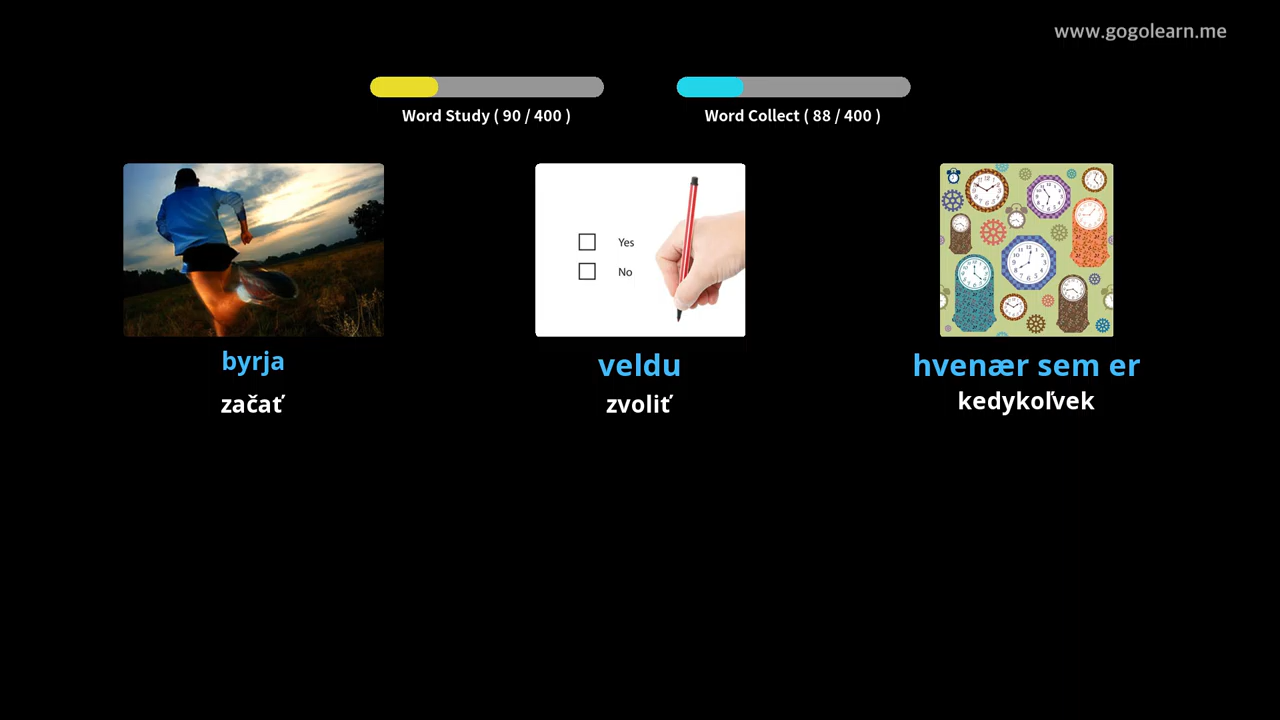 www.gogolearn.me
Word Study ( 90 / 400 )
Word Collect ( 88 / 400 )
Yes
No
byrja
veldu
hvenær sem er
začať
zvoliť
kedykoľvek